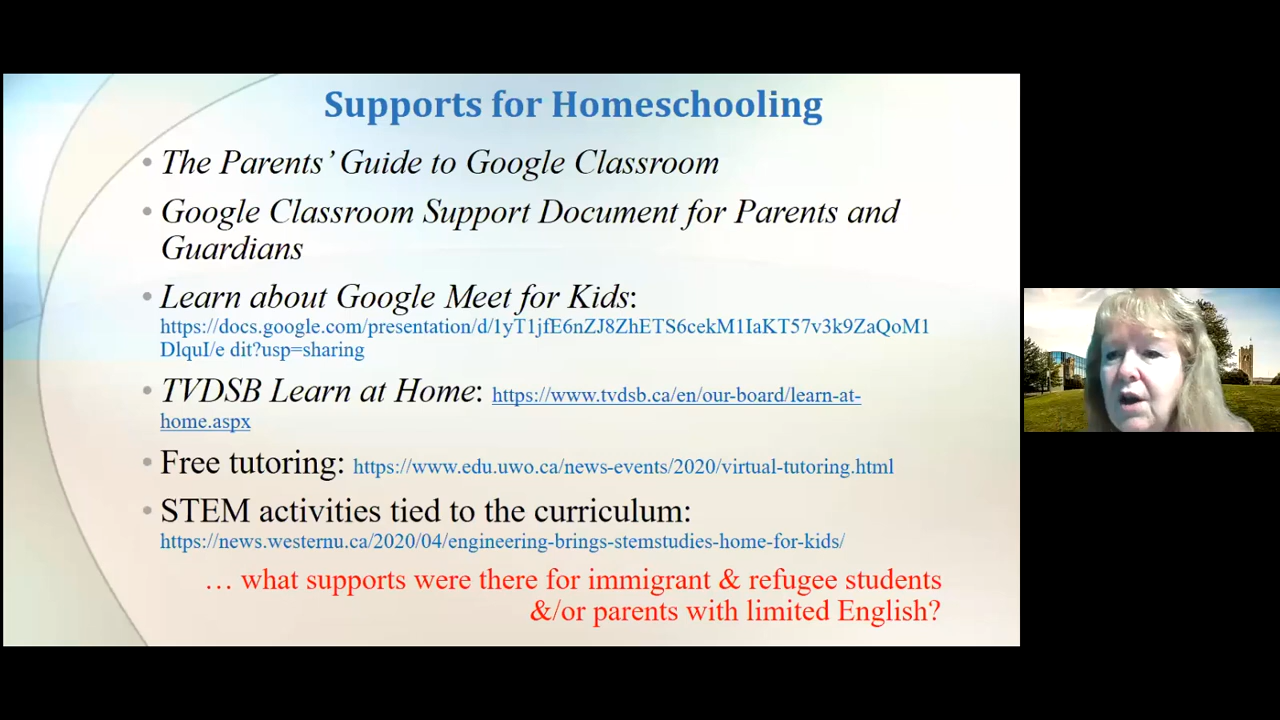 Supports for Homeschooling
• The Parents' Guide to Google Classroom
• Google Classroom Support Document for Parents and
Guardians
• Learn about Google Meet for Kids:
https://docs.google.com/presentation/d/1yT1jfE6nZJ8ZhETS6cekM1IaKT57v3k9ZaQoM1
DlquI/e dit?usp=sharing
• TVDSB Learn at Home: https://www.tvdsb.ca/en/our-board/learn-at-
home.aspx
• Free tutoring: https://www.edu.uwo.ca/news-events/2020/virtual-tutoring.html
• STEM activities tied to the curriculum:
https://news.westernu.ca/2020/04/engineering-brings-stemstudies-home-for-kids/
… what supports were there for immigrant & refugee students
&/or parents with limited English?